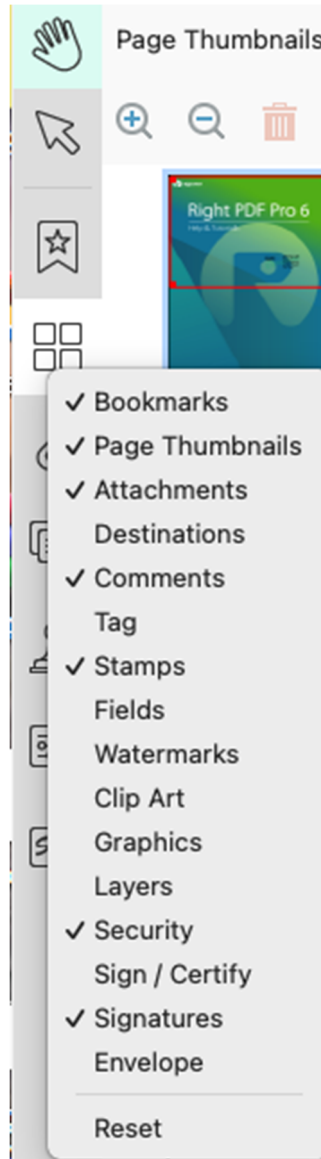 Page Thumbnails
Right PDF Pro 6
✓ Bookmarks
✓ Page Thumbnails
✓ Attachments
Destinations
✓ Comments
Tag
✓ Stamps
Fields
Watermarks
Clip Art
Graphics
Layers
✓ Security
Sign / Certify
✓ Signatures
Envelope
Reset